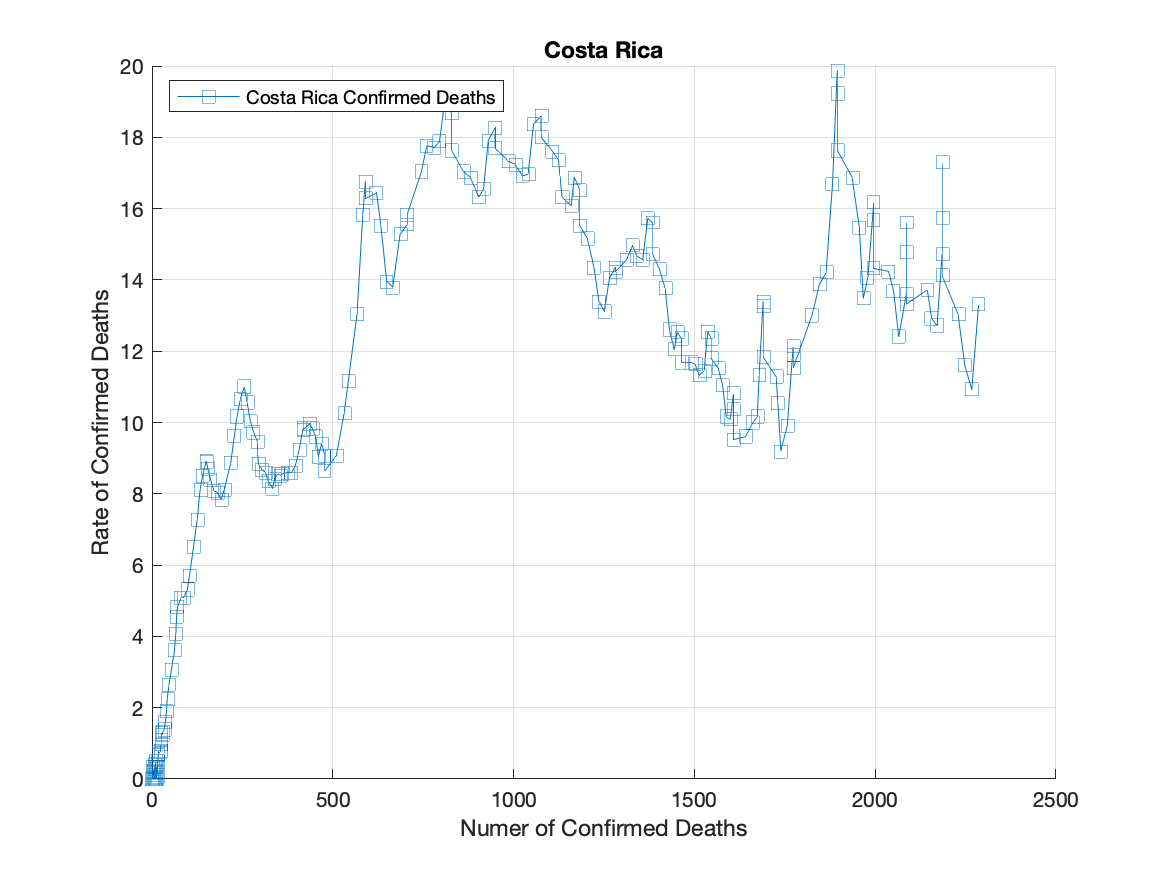 Costa Rica
Costa Rica Confirmed Deaths
20
18
16
14
12
10
8
6
4
2
0
Rate of Confirmed Deaths
0 500 1000 1500 2000 2500
Numer of Confirmed Deaths